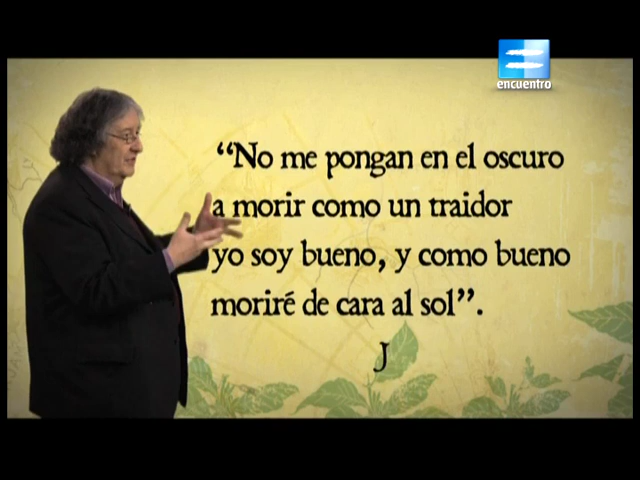 encuentro
“No me pongan en el oscuro
a morir como un traidor
yo soy bueno, y como bueno
moriré de cara al sol”.
J